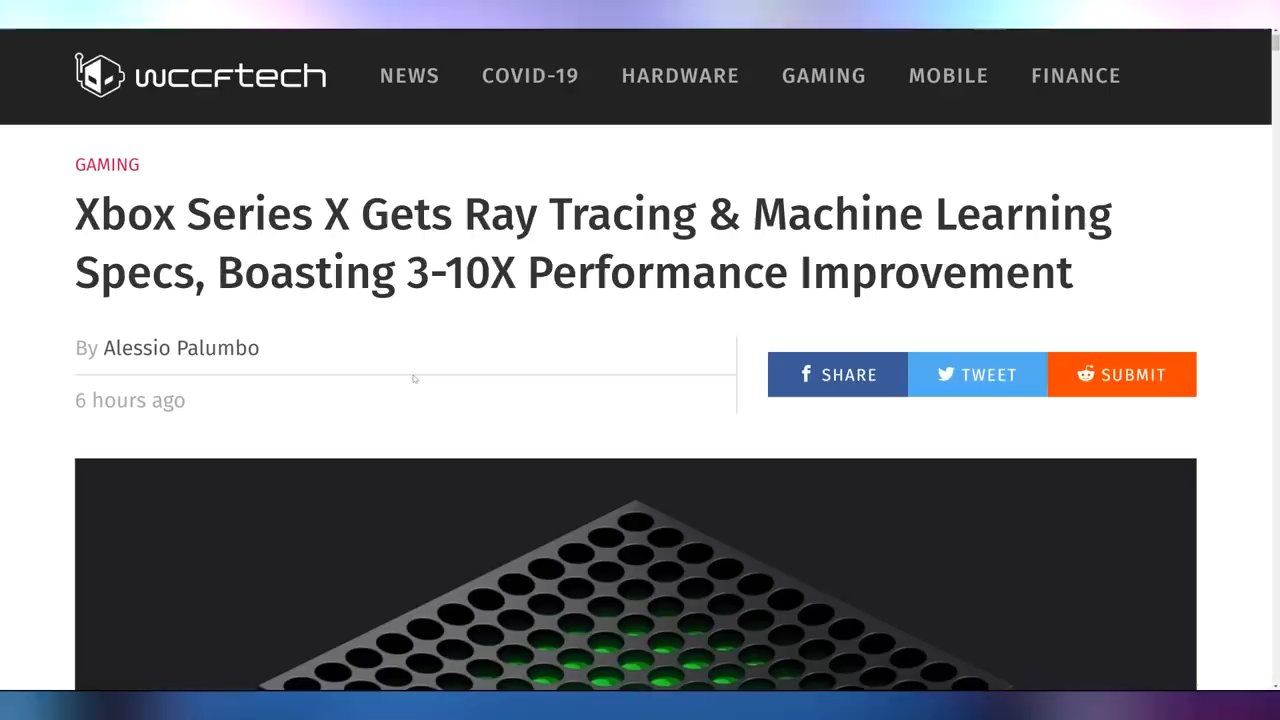 wccftech NEWS COVID-19 HARDWARE GAMING MOBILE FINANCE
GAMING
Xbox Series X Gets Ray Tracing & Machine Learning
Specs, Boasting 3-10X Performance Improvement
By Alessio Palumbo
6 hours ago
SHARE TWEET SUBMIT